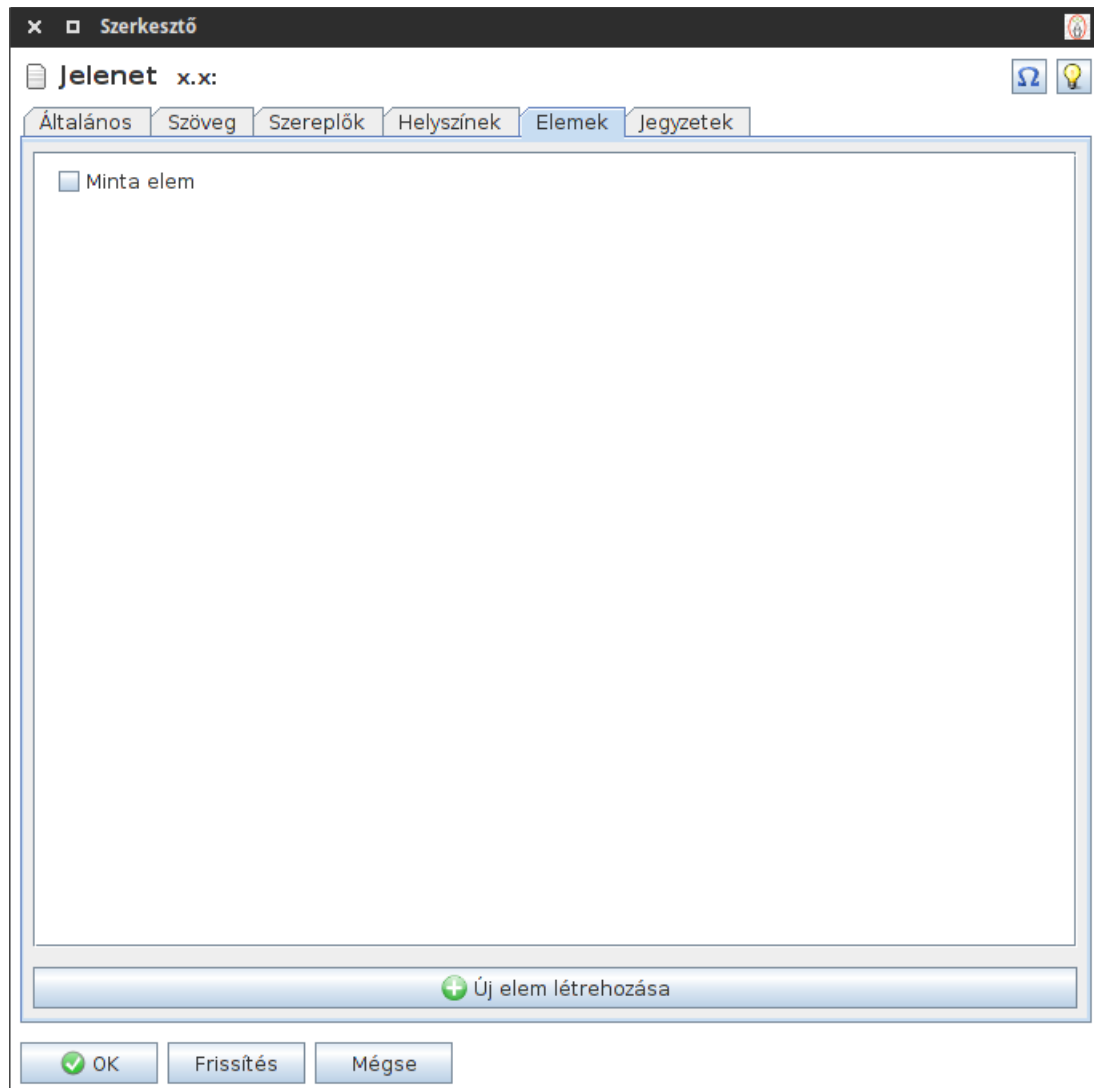 Szerkesztő
Jelenet x.x:
Ω
Általános Szöveg Szereplők Helyszínek Elemek Jegyzetek
Minta elem
Új elem létrehozása
OK Frissítés Mégse